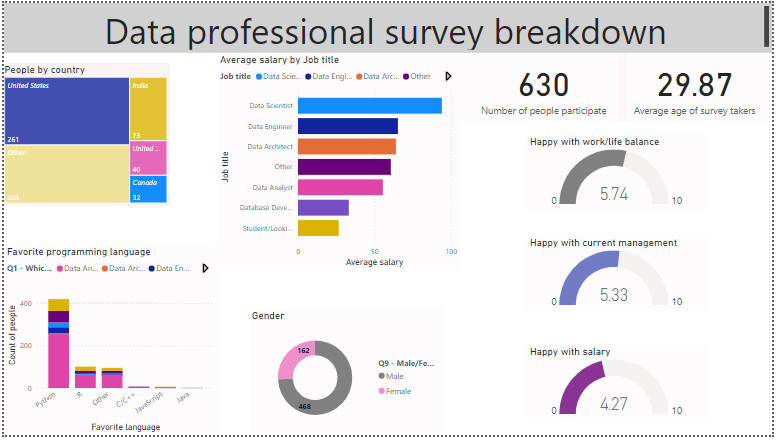 Data professional survey breakdown
People by country
United States
261
Other
224
India
73
United ...
40
Canada
32
Average salary by Job title
Job title Data Scie... Data Engi... Data Arc... Other
Job title
Data Scientist
Data Engineer
Data Architect
Other
Data Analyst
Database Deve...
Student/Looki...
0 50 100
Average salary
630
Number of people participate
29.87
Average age of survey takers
Happy with work/life balance
5.74
0 10
Happy with current management
5.33
0 10
Happy with salary
4.27
0 10
Favorite programming language
Q1 - Whic... Data An... Data Arc... Data En...
Count of people
400
200
0
Python R Other C/C++ JavaScript Java
Favorite language
Gender
162
468
Q9 - Male/Fe...
Male
Female